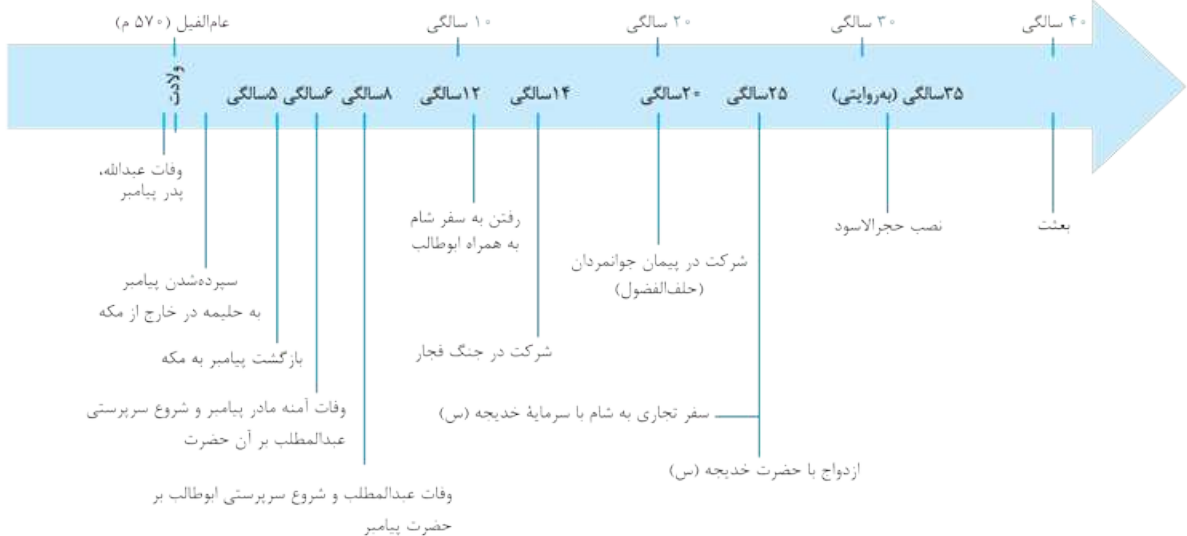 عام‌الفیل (۵۷۰ م)
۱۰ سالگی
۲۰ سالگی
۳۰ سالگی
۴۰ سالگی
ولادت
۵سالگی
۶سالگی
۸سالگی
۱۲سالگی
۱۴سالگی
۲۰سالگی
۲۵سالگی
۳۵سالگی (به‌روایتی)
وفات عبدالله،
پدر پیامبر
سپرده‌شدن پیامبر
به حلیمه در خارج از مکه
بازگشت پیامبر به مکه
وفات آمنه مادر پیامبر و شروع سرپرستی
عبدالمطلب بر آن حضرت
وفات عبدالمطلب و شروع سرپرستی ابوطالب بر
حضرت پیامبر
رفتن به سفر شام
به همراه ابوطالب
شرکت در جنگ فجار
شرکت در پیمان جوانمردان
(حلف‌الفضول)
سفر تجاری به شام با سرمایۀ خدیجه (س)
ازدواج با حضرت خدیجه (س)
نصب حجرالاسود
بعثت